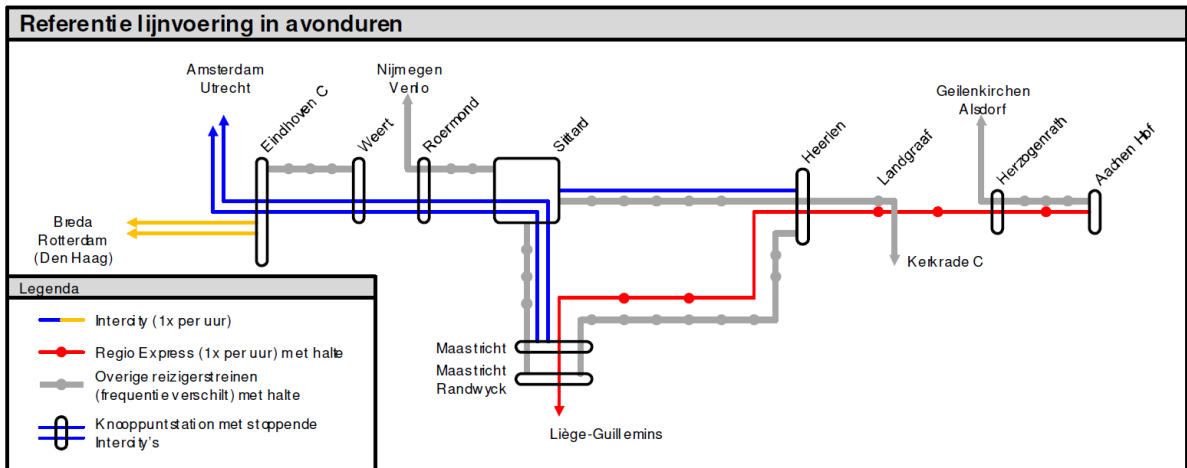 Referentie lijnvoering in avonduren
Amsterdam
Utrecht
Eindhoven C
Weert
Nijmegen
Venlo
Roermond
Sittard
Heerlen
Landgraaf
Geilenkirchen
Alsdorf
Herzogenrath
Aachen Hbf
Breda
Rotterdam
(Den Haag)
Kerkrade C
Maastricht
Maastricht
Randwyck
Liège-Guillemins
Legenda
Intercity (1x per uur)
Regio Express (1x per uur) met halte
Overige reizigerstreinen
(frequentie verschilt) met halte
Knooppuntstation met stoppende
Intercity's